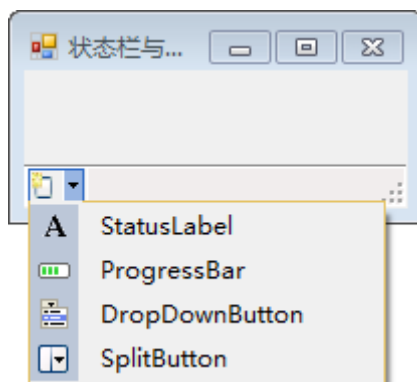 状态栏与...
StatusLabel
ProgressBar
DropDownButton
SplitButton